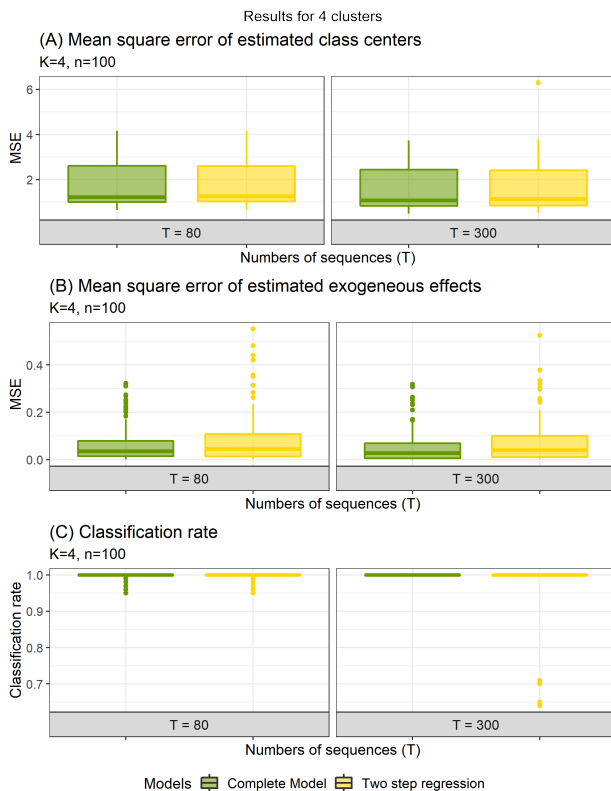 Results for 4 clusters
(A) Mean square error of estimated class centers
K=4, n=100
MSE
6
4
2
T = 80
T = 300
Numbers of sequences (T)
(B) Mean square error of estimated exogeneous effects
K=4, n=100
MSE
0.4
0.2
0.0
T = 80
T = 300
Numbers of sequences (T)
(C) Classification rate
K=4, n=100
Classification rate
1.0
0.9
0.8
0.7
T = 80
T = 300
Numbers of sequences (T)
Models Complete Model Two step regression